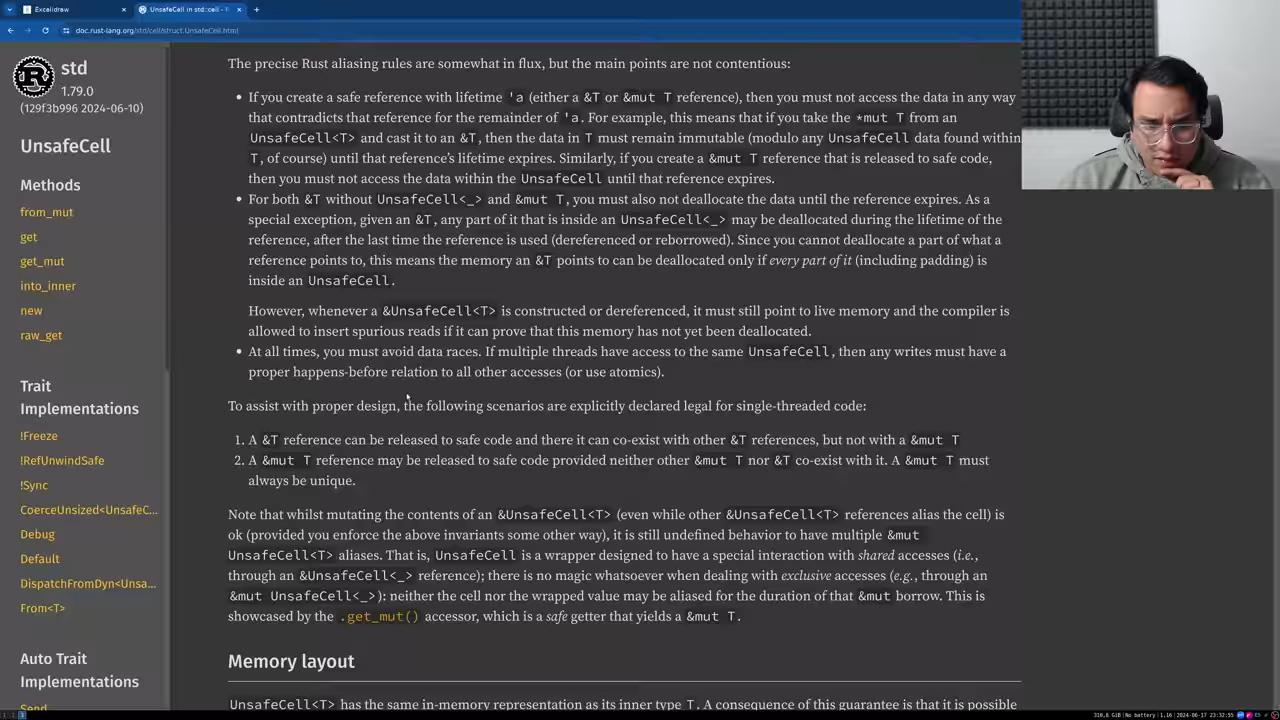 Excalidraw
UnsafeCell in std::cell - R
doc.rust-lang.org/std/cell/struct.UnsafeCell.html
std
1.79.0
(129f3b996 2024-06-10)
UnsafeCell
Methods
from_mut
get
get_mut
into_inner
new
raw_get
Trait
Implementations
!Freeze
!RefUnwindSafe
!Sync
CoerceUnsized<UnsafeC...
Debug
Default
DispatchFromDyn<Unsa...
From<T>
Auto Trait
Implementations
Send
The precise Rust aliasing rules are somewhat in flux, but the main points are not contentious:
• If you create a safe reference with lifetime 'a (either a &T or &mut T reference), then you must not access the data in any way
that contradicts that reference for the remainder of 'a. For example, this means that if you take the *mut T from an
UnsafeCell<T> and cast it to an &T, then the data in T must remain immutable (modulo any UnsafeCell data found within
T, of course) until that reference's lifetime expires. Similarly, if you create a &mut T reference that is released to safe code,
then you must not access the data within the UnsafeCell until that reference expires.
• For both &T without UnsafeCell<_> and &mut T, you must also not deallocate the data until the reference expires. As a
special exception, given an &T, any part of it that is inside an UnsafeCell<_> may be deallocated during the lifetime of the
reference, after the last time the reference is used (dereferenced or reborrowed). Since you cannot deallocate a part of what a
reference points to, this means the memory an &T points to can be deallocated only if every part of it (including padding) is
inside an UnsafeCell.
However, whenever a &UnsafeCell<T> is constructed or dereferenced, it must still point to live memory and the compiler is
allowed to insert spurious reads if it can prove that this memory has not yet been deallocated.
• At all times, you must avoid data races. If multiple threads have access to the same UnsafeCell, then any writes must have a
proper happens-before relation to all other accesses (or use atomics).
To assist with proper design, the following scenarios are explicitly declared legal for single-threaded code:
1. A &T reference can be released to safe code and there it can co-exist with other &T references, but not with a &mut T
2. A &mut T reference may be released to safe code provided neither other &mut T nor &T co-exist with it. A &mut T must
always be unique.
Note that whilst mutating the contents of an &UnsafeCell<T> (even while other &UnsafeCell<T> references alias the cell) is
ok (provided you enforce the above invariants some other way), it is still undefined behavior to have multiple &mut
UnsafeCell<T> aliases. That is, UnsafeCell is a wrapper designed to have a special interaction with shared accesses (i.e.,
through an &UnsafeCell<_> reference); there is no magic whatsoever when dealing with exclusive accesses (e.g., through an
&mut UnsafeCell<_>): neither the cell nor the wrapped value may be aliased for the duration of that &mut borrow. This is
showcased by the .get_mut() accessor, which is a safe getter that yields a &mut T.
Memory layout
UnsafeCell<T> has the same in-memory representation as its inner type T. A consequence of this guarantee is that it is possible
310,8 GiB|No battery|1,16|2024-06-17 23:32:55